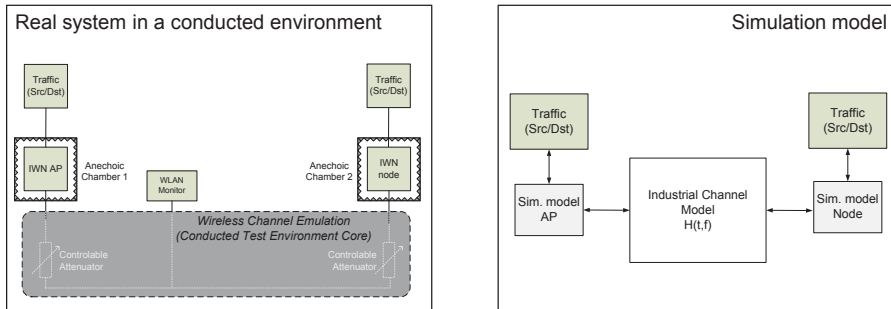 Real system in a conducted environment
Traffic
(Src/Dst)
Traffic
(Src/Dst)
IWN AP
Anechoic
Chamber 1
WLAN
Monitor
Anechoic
Chamber 2
IWN
node
Wireless Channel Emulation
(Conducted Test Environment Core)
Controlable
Attenuator
Controlable
Attenuator
Simulation model
Traffic
(Src/Dst)
Traffic
(Src/Dst)
Sim. model
AP
Industrial Channel
Model
H(t,f)
Sim. model
Node